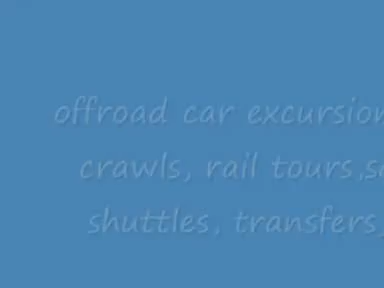 offroad car excursion
crawls, rail tours,s
shuttles, transfers,